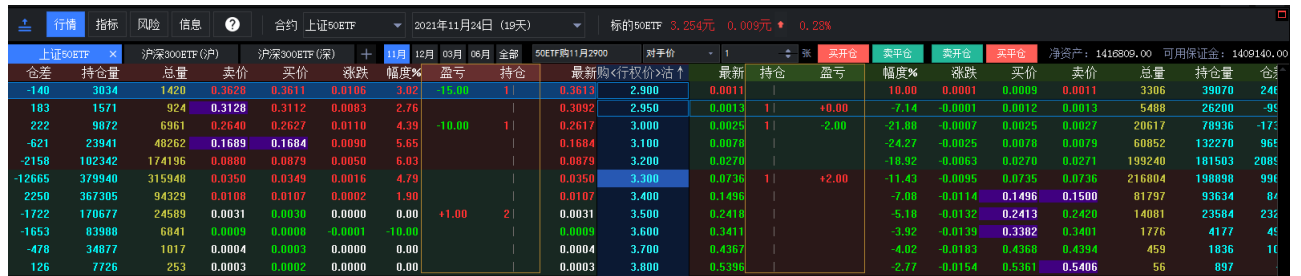 行情 指标 风险 信息 ? 合约 上证50ETF 2021年11月24日 (19天) 标的50ETF 3.254元 0.009元 0.28%
上证50ETF × 沪深300ETF(沪) 沪深300ETF(深) + 11月 12月 03月 06月 全部 50ETF购11月2900 对手价 1 张 买开仓 卖平仓 卖开仓 买平仓 净资产: 1416809.00 可用保证金: 1409140.00
仓差 持仓量 总量 卖价 买价 涨跌 幅度% 盈亏 持仓 最新 购<行权价>沽↑ 最新 持仓 盈亏 幅度% 涨跌 买价 卖价 总量 持仓量 仓差
-140 3034 1420 0.3628 0.3611 0.0106 3.02 -15.00 1 0.3613 2.900 0.0011 10.00 0.0001 0.0009 0.0011 3306 39070 246
183 1571 924 0.3128 0.3112 0.0083 2.76 0.3092 2.950 0.0013 1 +0.00 -7.14 -0.0001 0.0012 0.0013 5488 26200 -99
222 9872 6961 0.2640 0.2627 0.0110 4.39 -10.00 1 0.2617 3.000 0.0025 1 -2.00 -21.88 -0.0007 0.0025 0.0027 20617 78936 -173
-621 23941 48262 0.1689 0.1684 0.0090 5.65 0.1684 3.100 0.0078 -24.27 -0.0025 0.0078 0.0079 60852 132270 965
-2158 102342 174196 0.0880 0.0879 0.0050 6.03 0.0879 3.200 0.0270 -18.92 -0.0063 0.0270 0.0271 199240 181503 2089
-12665 379940 315948 0.0350 0.0349 0.0016 4.79 0.0350 3.300 0.0736 1 +2.00 -11.43 -0.0095 0.0735 0.0736 216804 198898 996
2250 367305 94329 0.0108 0.0107 0.0002 1.90 0.0107 3.400 0.1496 -7.08 -0.0114 0.1496 0.1500 81797 93634 84
-1722 170677 24589 0.0031 0.0030 0.0000 0.00 +1.00 2 0.0031 3.500 0.2418 -5.18 -0.0132 0.2413 0.2420 14081 23584 232
-1653 83988 6841 0.0009 0.0008 -0.0001 -10.00 0.0009 3.600 0.3411 -3.92 -0.0139 0.3382 0.3401 1776 4177 49
-478 34877 1017 0.0004 0.0003 0.0000 0.00 0.0004 3.700 0.4367 -4.02 -0.0183 0.4368 0.4394 459 1836 10
126 7726 253 0.0003 0.0002 0.0000 0.00 0.0003 3.800 0.5396 -2.77 -0.0154 0.5361 0.5406 56 897